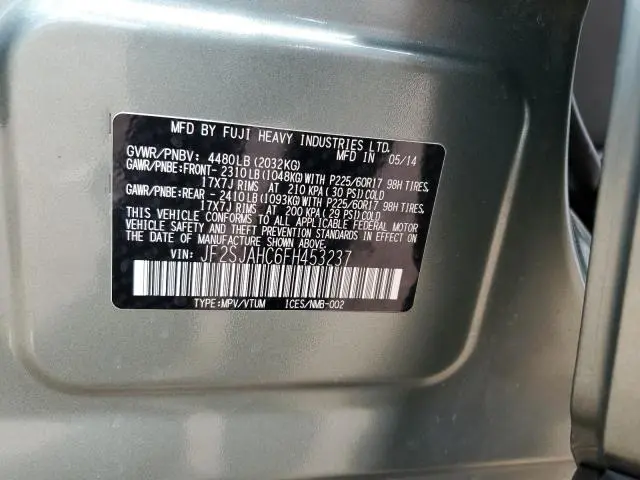 MFD BY FUJI HEAVY INDUSTRIES LTD.
GVWR/PNBV: 4480LB (2032KG) MFD IN 05/14
GAWR/PNBE:FRONT- 2310LB(1048KG)WITH P225/60R17 98H TIRES,
17X7J RIMS AT 210 KPA(30 PSI)COLD
GAWR/PNBE:REAR - 2410LB(1093KG)WITH P225/60R17 98H TIRES,
17X7J RIMS AT 200 KPA(29 PSI)COLD
THIS VEHICLE CONFORMS TO ALL APPLICABLE FEDERAL MOTOR
VEHICLE SAFETY AND THEFT PREVENTION STANDARDS IN EFFECT ON
THE DATE OF MANUFACTURE SHOWN ABOVE.
VIN: JF2SJAHC6FH453237
TYPE:MPV/VTUM ICES/NMB-002